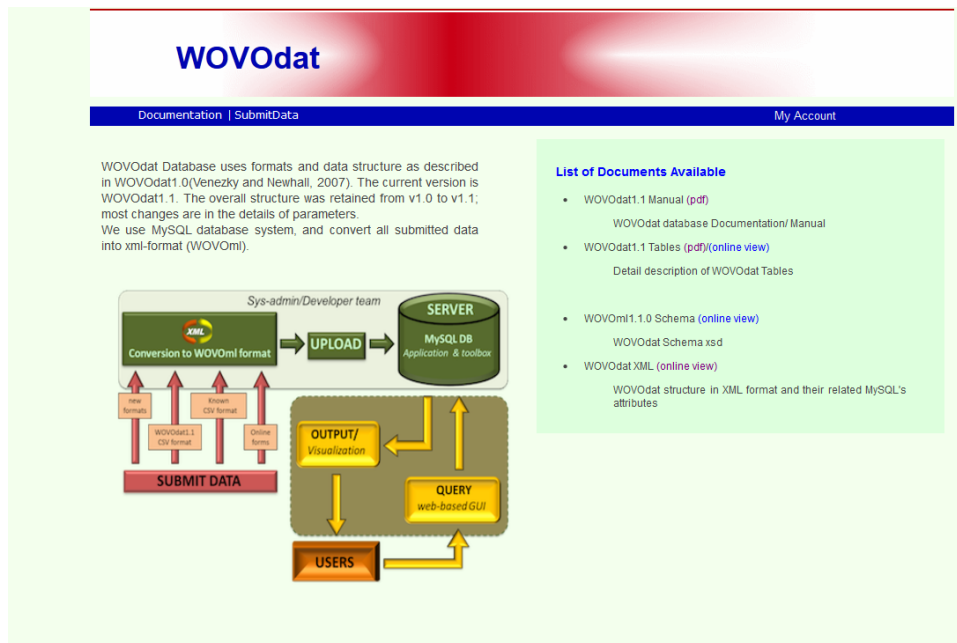 WOVOdat
Documentation | SubmitData
My Account
WOVOdat Database uses formats and data structure as described
in WOVOdat1.0(Venezky and Newhall, 2007). The current version is
WOVOdat1.1. The overall structure was retained from v1.0 to v1.1;
most changes are in the details of parameters.
We use MySQL database system, and convert all submitted data
into xml-format (WOVOml).
Sys-admin/Developer team
XML
Conversion to WOVOml format
UPLOAD
SERVER
MySQL DB
Application & toolbox
new
formats
WOVOdat1.1
CSV format
Known
CSV format
Online
forms
SUBMIT DATA
OUTPUT/
Visualization
QUERY
web-based GUI
USERS
List of Documents Available
• WOVOdat1.1 Manual (pdf)
WOVOdat database Documentation/ Manual
• WOVOdat1.1 Tables (pdf)/(online view)
Detail description of WOVOdat Tables
• WOVOml1.1.0 Schema (online view)
WOVOdat Schema xsd
• WOVOdat XML (online view)
WOVOdat structure in XML format and their related MySQL's
attributes